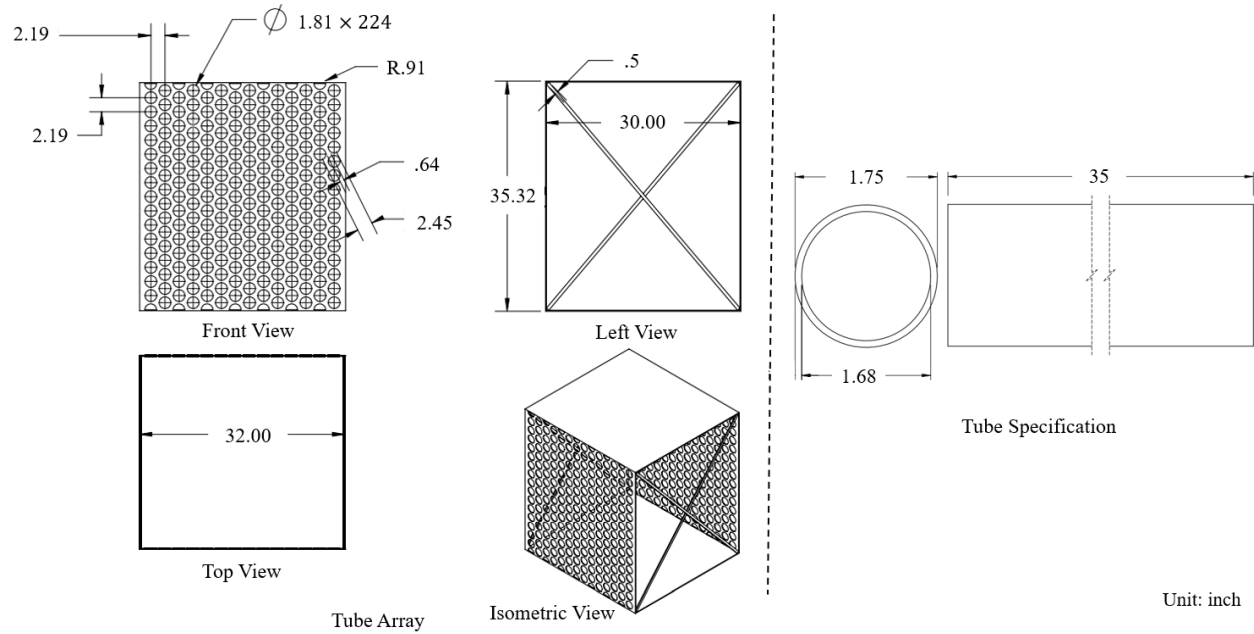 2.19
∅ 1.81 × 224
R.91
2.19
.64
2.45
Front View
.5
30.00
35.32
Left View
32.00
Top View
Isometric View
Tube Array
1.75
35
1.68
Tube Specification
Unit: inch